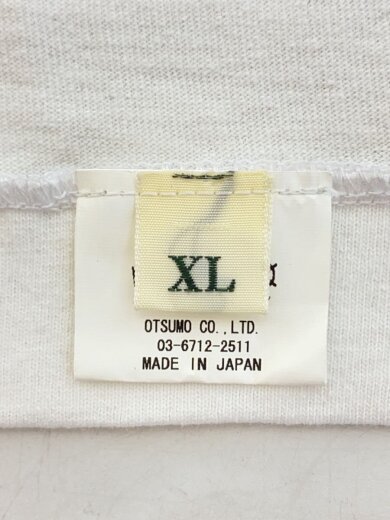 XL
OTSUMO CO.,LTD.
03-6712-2511
MADE IN JAPAN